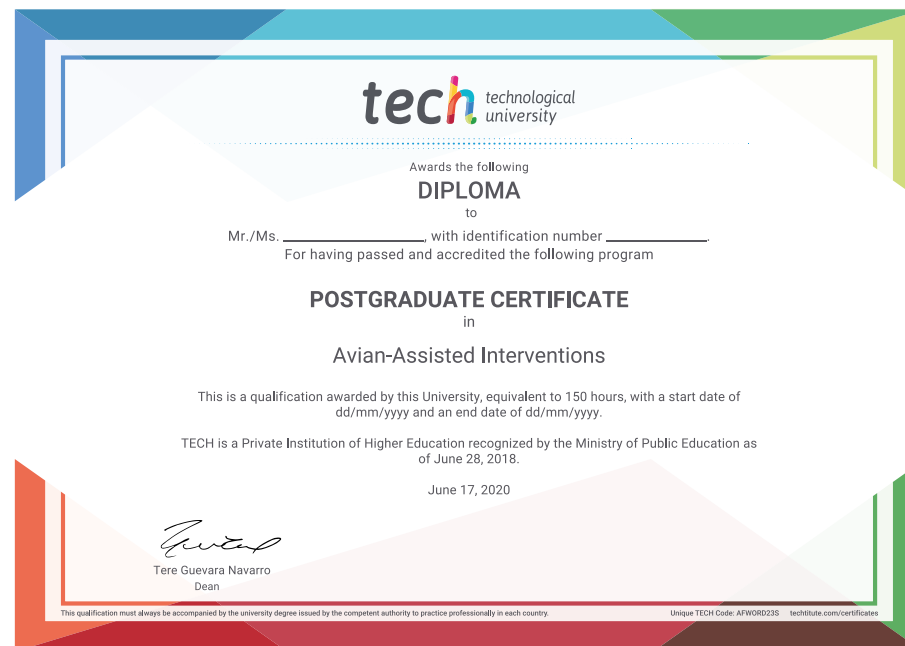 tech technological
university
Awards the following
DIPLOMA
to
Mr./Ms. ____________________, with identification number ______________.
For having passed and accredited the following program
POSTGRADUATE CERTIFICATE
in
Avian-Assisted Interventions
This is a qualification awarded by this University, equivalent to 150 hours, with a start date of
dd/mm/yyyy and an end date of dd/mm/yyyy.
TECH is a Private Institution of Higher Education recognized by the Ministry of Public Education as
of June 28, 2018.
June 17, 2020
Tere Guevara Navarro
Dean
This qualification must always be accompanied by the university degree issued by the competent authority to practice professionally in each country. Unique TECH Code: AFWORD23S techtitute.com/certificates